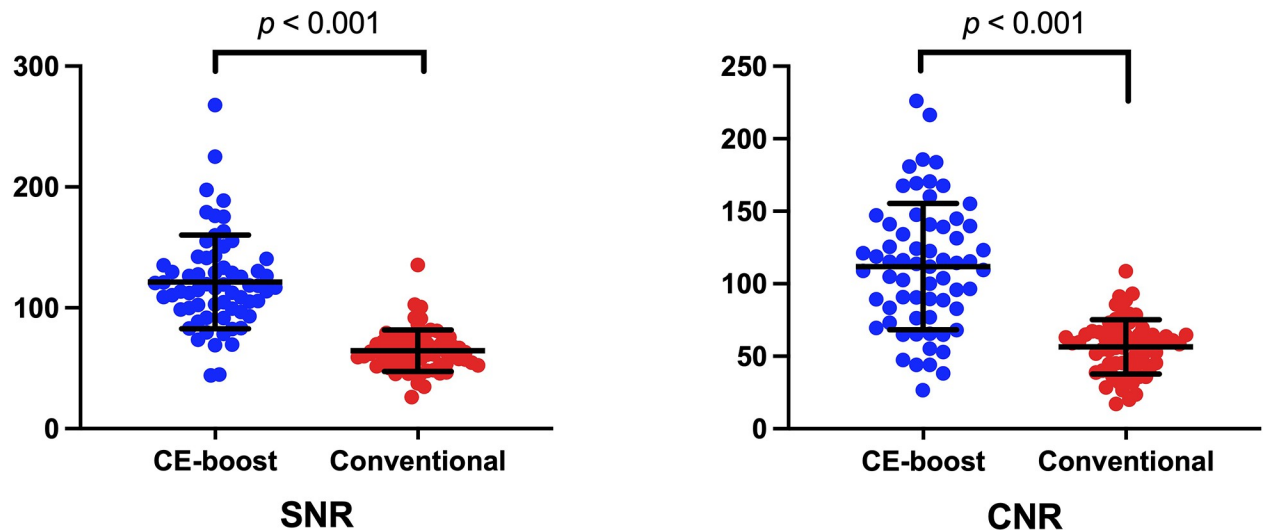 p < 0.001
300
200
100
0
CE-boost Conventional
SNR
p < 0.001
250
200
150
100
50
0
CE-boost Conventional
CNR